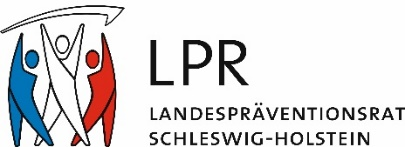 LPR
LANDESPRÄVENTIONSRAT
SCHLESWIG-HOLSTEIN